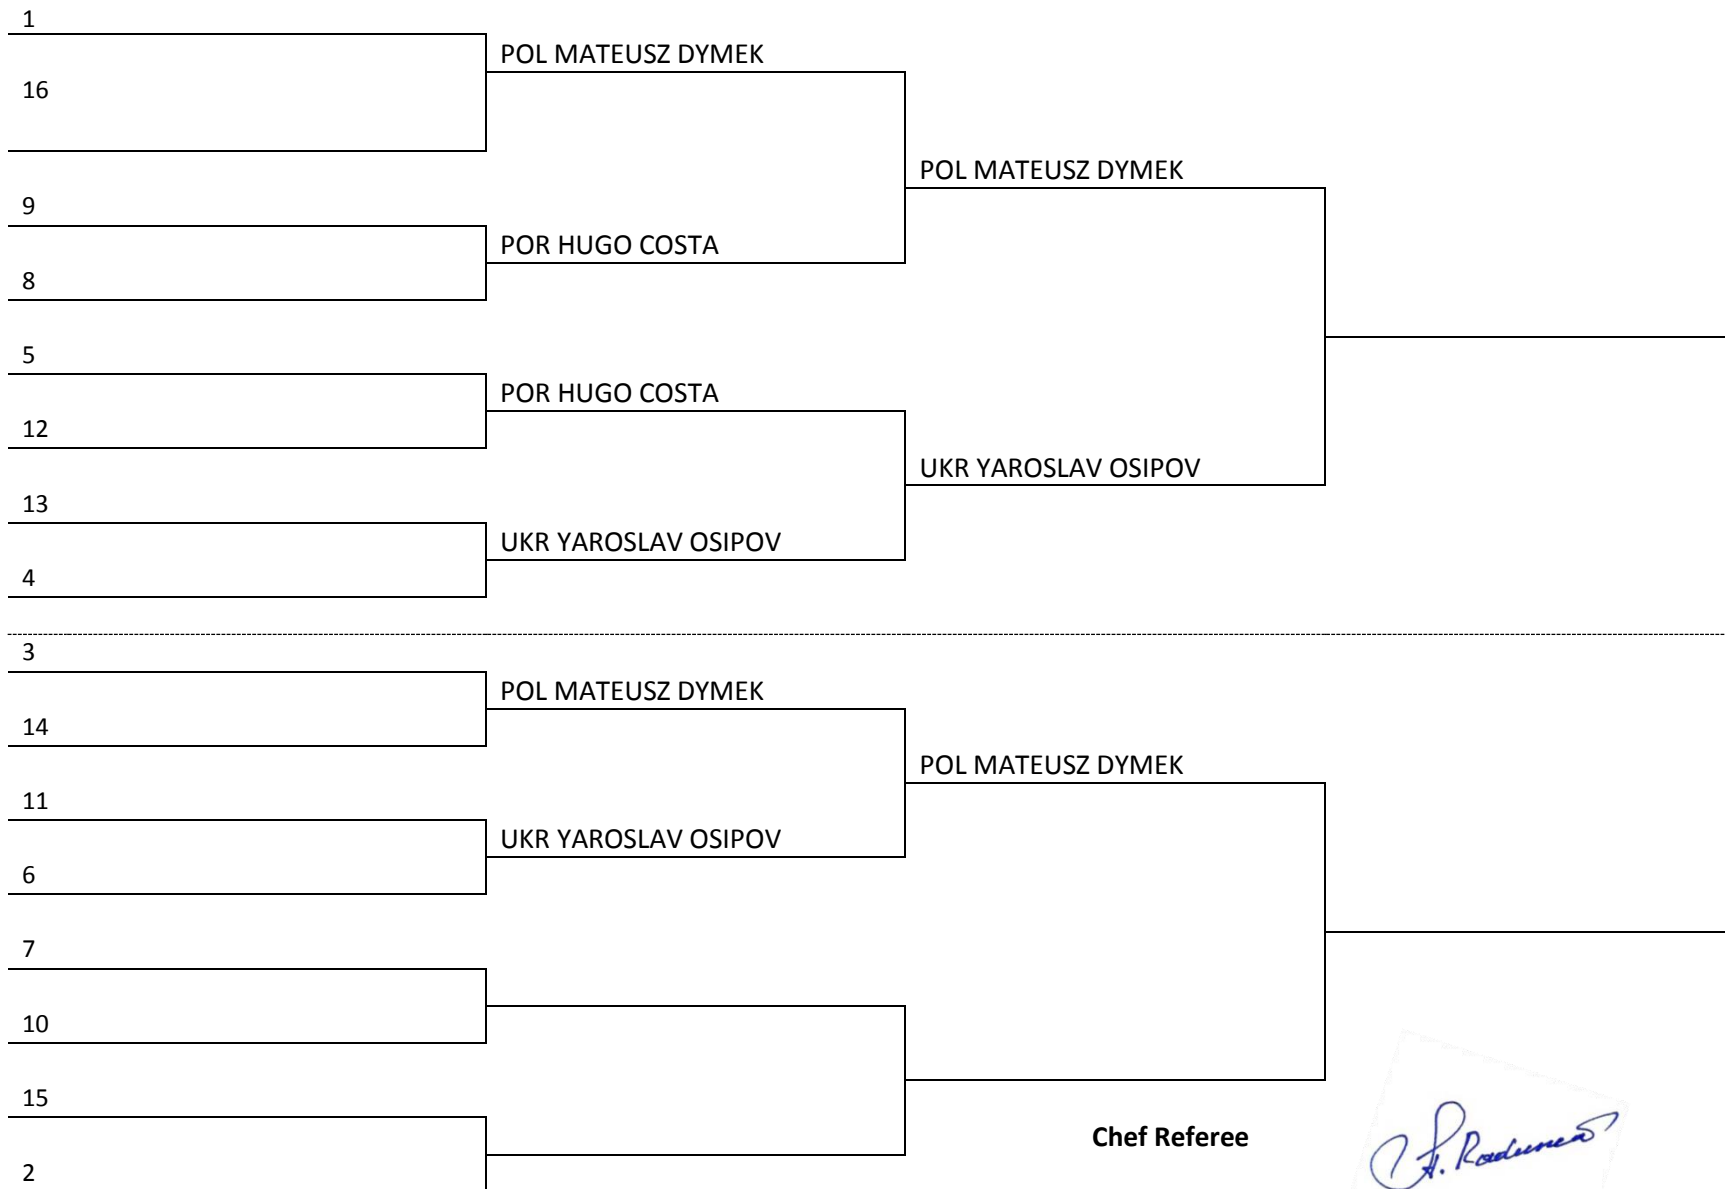 1
POL MATEUSZ DYMEK
16
POL MATEUSZ DYMEK
9
POR HUGO COSTA
8
5
POR HUGO COSTA
12
UKR YAROSLAV OSIPOV
13
UKR YAROSLAV OSIPOV
4
3
POL MATEUSZ DYMEK
14
POL MATEUSZ DYMEK
11
UKR YAROSLAV OSIPOV
6
7
10
15
Chef Referee
2